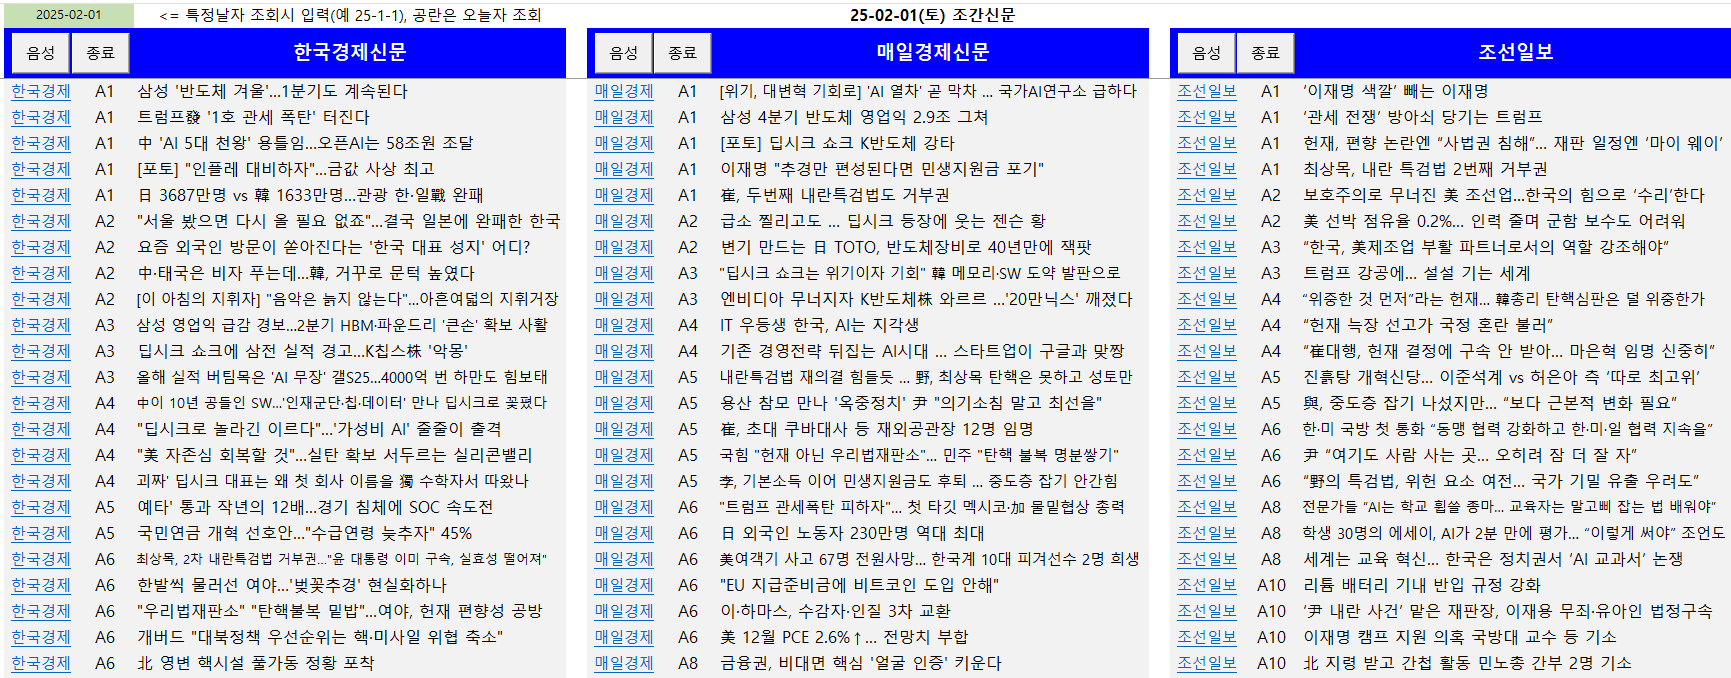 2025-02-01 <= 특정날자 조회시 입력(예 25-1-1), 공란은 오늘자 조회 25-02-01(토) 조간신문
음성 종료 한국경제신문
한국경제 A1 삼성 '반도체 겨울'...1분기도 계속된다
한국경제 A1 트럼프發 '1호 관세 폭탄' 터진다
한국경제 A1 中 'AI 5대 천왕' 용틀임...오픈AI는 58조원 조달
한국경제 A1 [포토] "인플레 대비하자"...금값 사상 최고
한국경제 A1 日 3687만명 vs 韓 1633만명...관광 한·일戰 완패
한국경제 A2 "서울 봤으면 다시 올 필요 없죠"...결국 일본에 완패한 한국
한국경제 A2 요즘 외국인 방문이 쏟아진다는 '한국 대표 성지' 어디?
한국경제 A2 中·태국은 비자 푸는데...韓, 거꾸로 문턱 높였다
한국경제 A2 [이 아침의 지휘자] "음악은 늙지 않는다"...아흔여덟의 지휘거장
한국경제 A3 삼성 영업익 급감 경보...2분기 HBM·파운드리 '큰손' 확보 사활
한국경제 A3 딥시크 쇼크에 삼전 실적 경고...K칩스株 '악몽'
한국경제 A3 올해 실적 버팀목은 'AI 무장' 갤S25...4000억 번 하만도 힘보태
한국경제 A4 中이 10년 공들인 SW...'인재군단·칩·데이터' 만나 딥시크로 꽃폈다
한국경제 A4 "딥시크로 놀라긴 이르다"...'가성비 AI' 줄줄이 출격
한국경제 A4 "美 자존심 회복할 것"...실탄 확보 서두르는 실리콘밸리
한국경제 A4 괴짜' 딥시크 대표는 왜 첫 회사 이름을 獨 수학자서 따왔나
한국경제 A5 예타' 통과 작년의 12배...경기 침체에 SOC 속도전
한국경제 A5 국민연금 개혁 선호안..."수급연령 늦추자" 45%
한국경제 A6 최상목, 2차 내란특검법 거부권..."윤 대통령 이미 구속, 실효성 떨어져"
한국경제 A6 한발씩 물러선 여야...'벚꽃추경' 현실화하나
한국경제 A6 "우리법재판소" "탄핵불복 밑밥"...여야, 헌재 편향성 공방
한국경제 A6 개버드 "대북정책 우선순위는 핵·미사일 위협 축소"
한국경제 A6 北 영변 핵시설 풀가동 정황 포착
음성 종료 매일경제신문
매일경제 A1 [위기, 대변혁 기회로] 'AI 열차' 곧 막차 ... 국가AI연구소 급하다
매일경제 A1 삼성 4분기 반도체 영업익 2.9조 그쳐
매일경제 A1 [포토] 딥시크 쇼크 K반도체 강타
매일경제 A1 이재명 "추경만 편성된다면 민생지원금 포기"
매일경제 A1 崔, 두번째 내란특검법도 거부권
매일경제 A2 급소 찔리고도 ... 딥시크 등장에 웃는 젠슨 황
매일경제 A2 변기 만드는 日 TOTO, 반도체장비로 40년만에 잭팟
매일경제 A3 "딥시크 쇼크는 위기이자 기회" 韓 메모리·SW 도약 발판으로
매일경제 A3 엔비디아 무너지자 K반도체株 와르르 ...'20만닉스' 깨졌다
매일경제 A4 IT 우등생 한국, AI는 지각생
매일경제 A4 기존 경영전략 뒤집는 AI시대 ... 스타트업이 구글과 맞짱
매일경제 A5 내란특검법 재의결 힘들듯 ... 野, 최상목 탄핵은 못하고 성토만
매일경제 A5 용산 참모 만나 '옥중정치' 尹 "의기소침 말고 최선을"
매일경제 A5 崔, 초대 쿠바대사 등 재외공관장 12명 임명
매일경제 A5 국힘 "헌재 아닌 우리법재판소"... 민주 "탄핵 불복 명분쌓기"
매일경제 A5 李, 기본소득 이어 민생지원금도 후퇴 ... 중도층 잡기 안간힘
매일경제 A6 "트럼프 관세폭탄 피하자"... 첫 타깃 멕시코·加 물밑협상 총력
매일경제 A6 日 외국인 노동자 230만명 역대 최대
매일경제 A6 美여객기 사고 67명 전원사망... 한국계 10대 피겨선수 2명 희생
매일경제 A6 "EU 지급준비금에 비트코인 도입 안해"
매일경제 A6 이·하마스, 수감자·인질 3차 교환
매일경제 A6 美 12월 PCE 2.6%↑... 전망치 부합
매일경제 A8 금융권, 비대면 핵심 '얼굴 인증' 키운다
음성 종료 조선일보
조선일보 A1 ‘이재명 색깔’ 빼는 이재명
조선일보 A1 ‘관세 전쟁’ 방아쇠 당기는 트럼프
조선일보 A1 헌재, 편향 논란엔 “사법권 침해”... 재판 일정엔 ‘마이 웨이’
조선일보 A1 최상목, 내란 특검법 2번째 거부권
조선일보 A2 보호주의로 무너진 美 조선업...한국의 힘으로 ‘수리’한다
조선일보 A2 美 선박 점유율 0.2%... 인력 줄며 군함 보수도 어려워
조선일보 A3 “한국, 美제조업 부활 파트너로서의 역할 강조해야”
조선일보 A3 트럼프 강공에... 설설 기는 세계
조선일보 A4 “위중한 것 먼저”라는 헌재... 韓총리 탄핵심판은 덜 위중한가
조선일보 A4 “헌재 늑장 선고가 국정 혼란 불러”
조선일보 A4 “崔대행, 헌재 결정에 구속 안 받아... 마은혁 임명 신중히”
조선일보 A5 진흙탕 개혁신당... 이준석계 vs 허은아 측 ‘따로 최고위’
조선일보 A5 與, 중도층 잡기 나섰지만... “보다 근본적 변화 필요”
조선일보 A6 한·미 국방 첫 통화 “동맹 협력 강화하고 한·미·일 협력 지속을”
조선일보 A6 尹 “여기도 사람 사는 곳... 오히려 잠 더 잘 자”
조선일보 A6 “野의 특검법, 위헌 요소 여전... 국가 기밀 유출 우려도”
조선일보 A8 전문가들 “AI는 학교 휩쓸 종마... 교육자는 말고삐 잡는 법 배워야”
조선일보 A8 학생 30명의 에세이, AI가 2분 만에 평가... “이렇게 써야” 조언도
조선일보 A8 세계는 교육 혁신... 한국은 정치권서 ‘AI 교과서’ 논쟁
조선일보 A10 리튬 배터리 기내 반입 규정 강화
조선일보 A10 ‘尹 내란 사건’ 맡은 재판장, 이재용 무죄·유아인 법정구속
조선일보 A10 이재명 캠프 지원 의혹 국방대 교수 등 기소
조선일보 A10 北 지령 받고 간첩 활동 민노총 간부 2명 기소